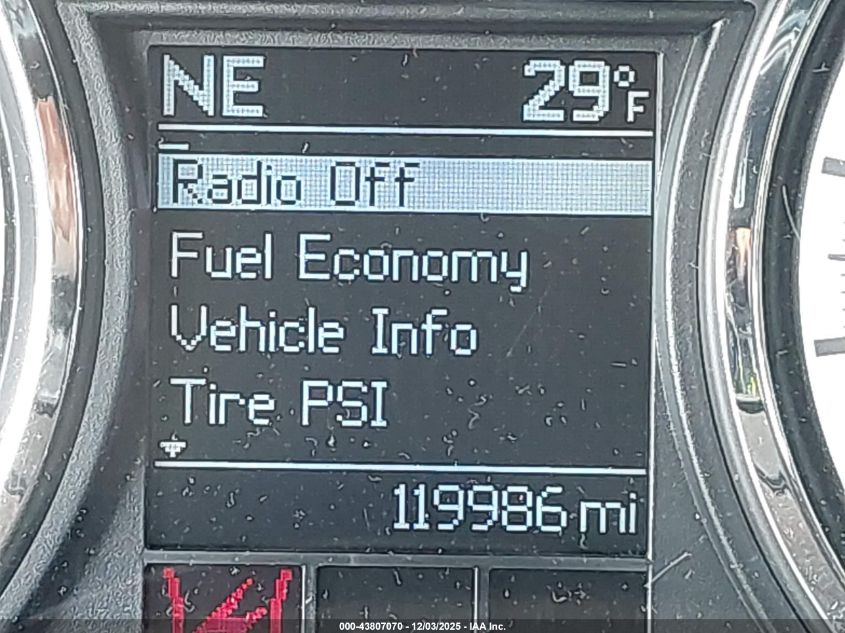 NE 29°F
Radio Off
Fuel Economy
Vehicle Info
Tire PSI
119986 mi
000-43807070 - 12/03/2025 - IAA Inc.